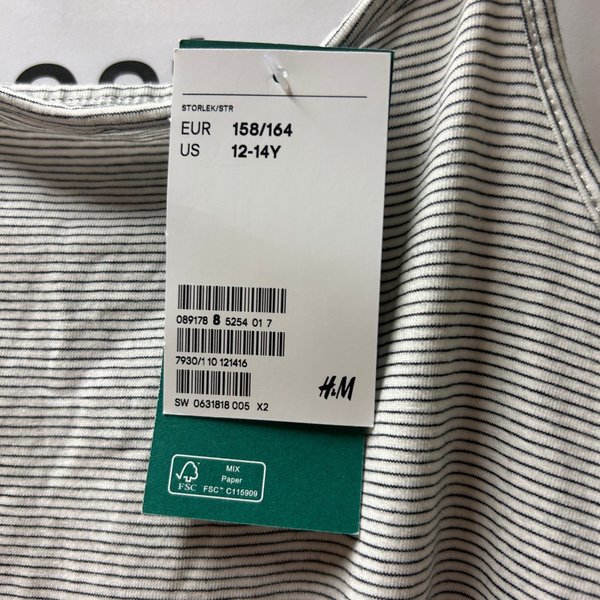 STORLEK/STR
EUR 158/164
US 12-14Y
089178 8 5254 01 7
7930/1 10 121416
SW 0631818 005 X2
H&M
FSC
MIX
Paper
FSC™ C115909